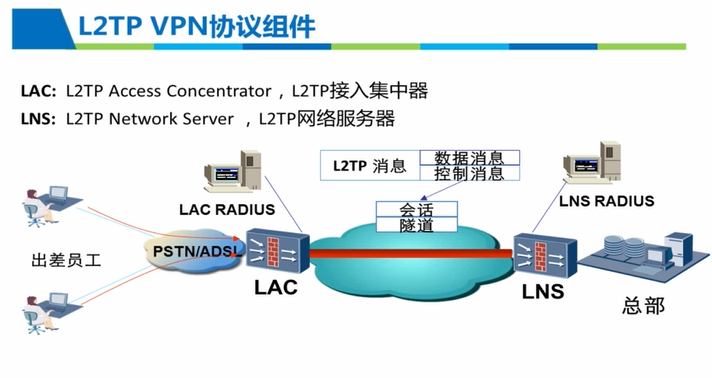 L2TP VPN协议组件
LAC: L2TP Access Concentrator，L2TP接入集中器
LNS: L2TP Network Server ，L2TP网络服务器
L2TP 消息
数据消息
控制消息
LAC RADIUS
LNS RADIUS
会话
隧道
出差员工
PSTN/ADSL
LAC
LNS
总部